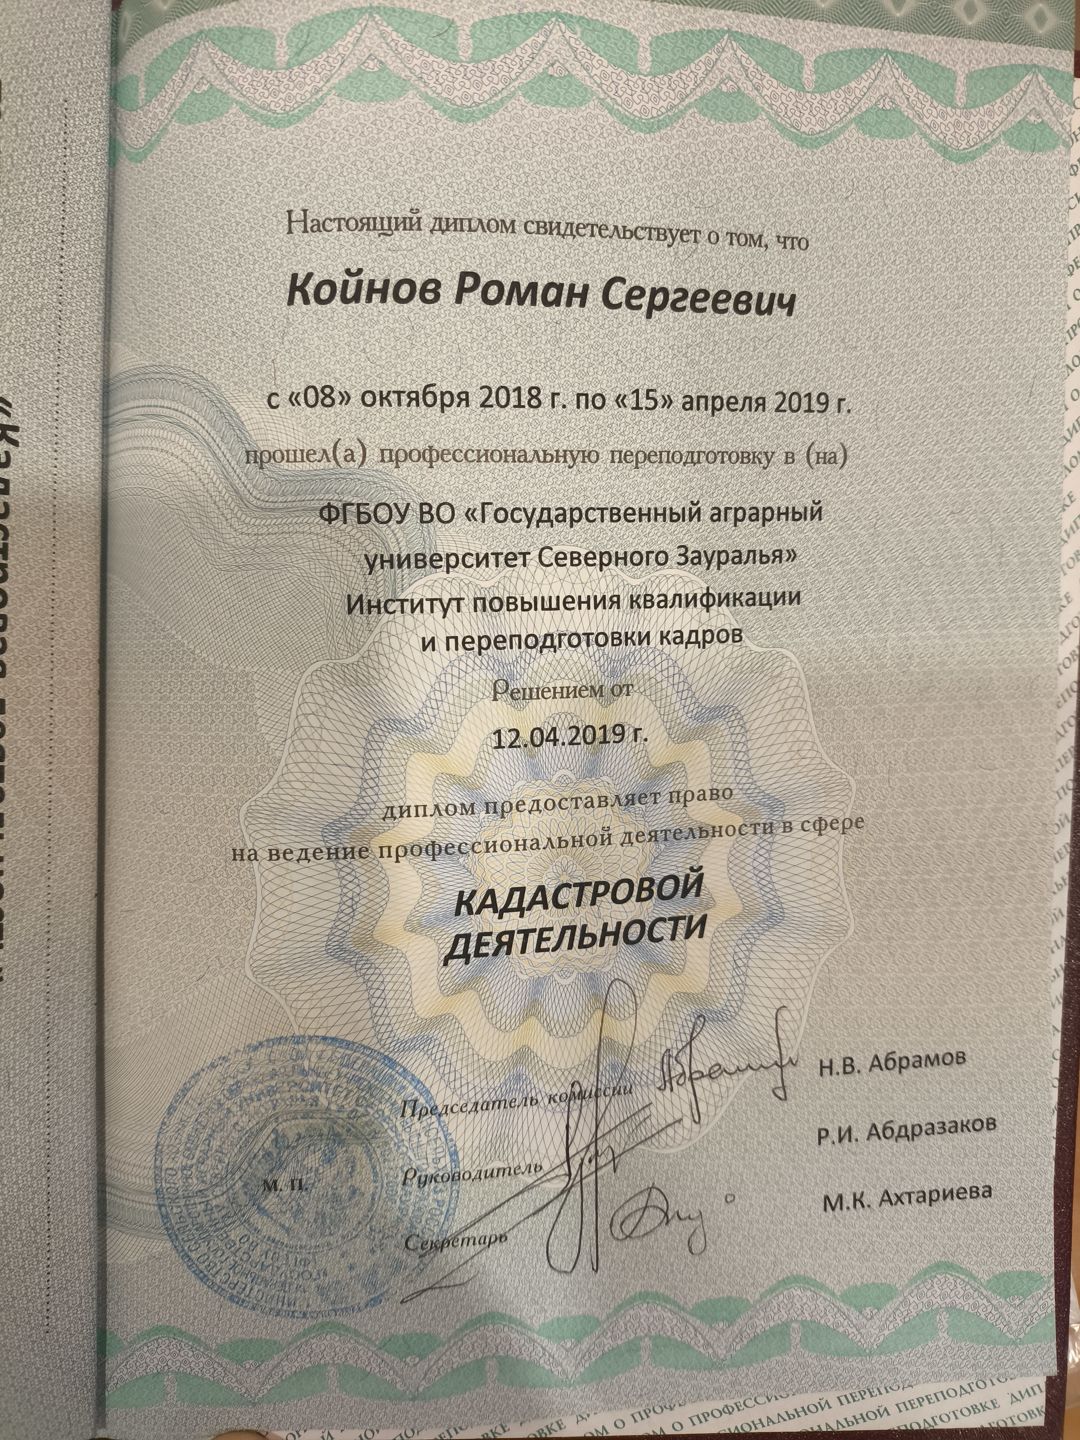 Настоящий диплом свидетельствует о том, что
Койнов Роман Сергеевич
с «08» октября 2018 г. по «15» апреля 2019 г.
прошел(а) профессиональную переподготовку в (на)
ФГБОУ ВО «Государственный аграрный
университет Северного Зауралья»
Институт повышения квалификации
и переподготовки кадров
Решением от
12.04.2019 г.
диплом предоставляет право
на ведение профессиональной деятельности в сфере
КАДАСТРОВОЙ
ДЕЯТЕЛЬНОСТИ
Председатель комиссии Н.В. Абрамов
Руководитель Р.И. Абдразаков
М. П.
Секретарь М.К. Ахтариева